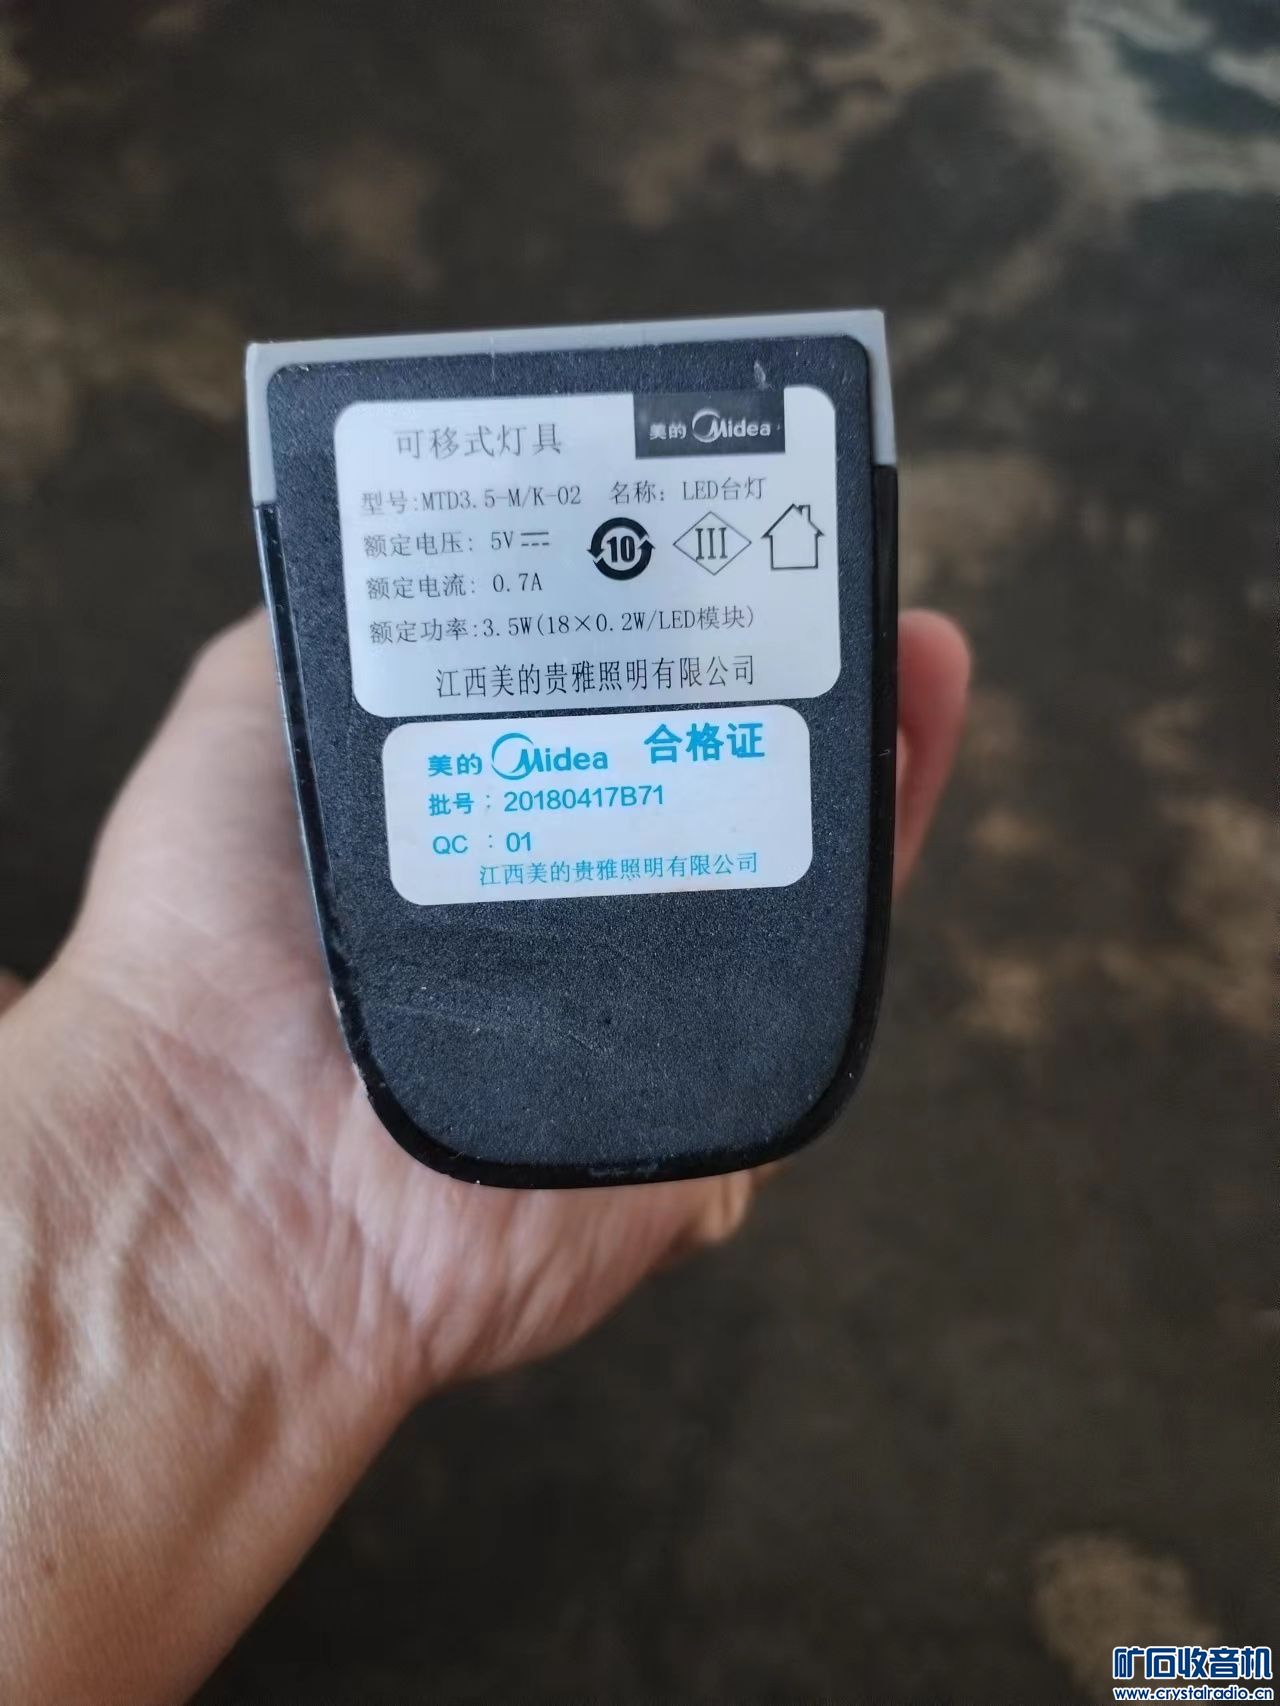 可移式灯具
美的 Midea
型号:MTD3.5-M/K-02 名称: LED台灯
额定电压: 5V
10
III
额定电流: 0.7A
额定功率:3.5W(18×0.2W/LED模块)
江西美的贵雅照明有限公司
美的 Midea 合格证
批号:20180417B71
QC :01
江西美的贵雅照明有限公司
矿石收音机
www.crystalradio.cn